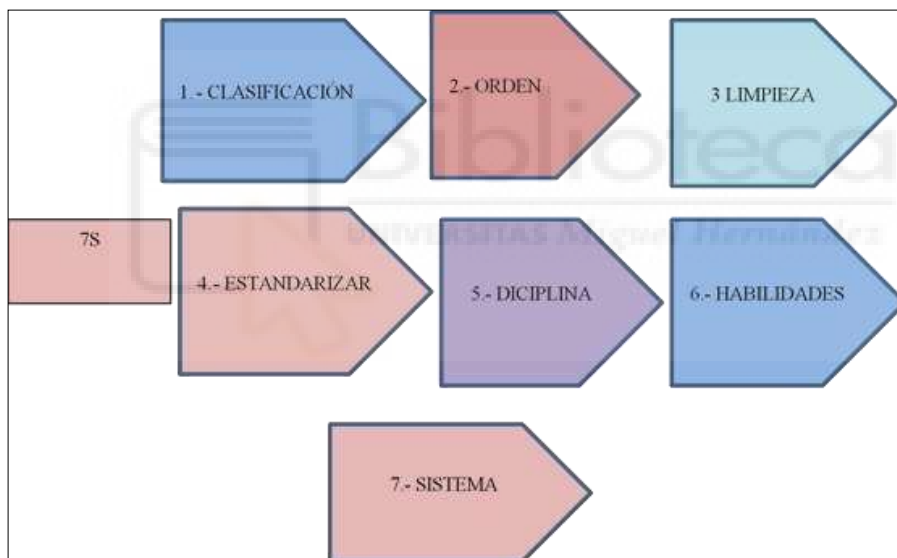 1.- CLASIFICACIÓN
2.- ORDEN
3 LIMPIEZA
Biblioteca
UNIVERSITAS Miguel Hernández
7S
4.- ESTANDARIZAR
5.- DICIPLINA
6.- HABILIDADES
7.- SISTEMA